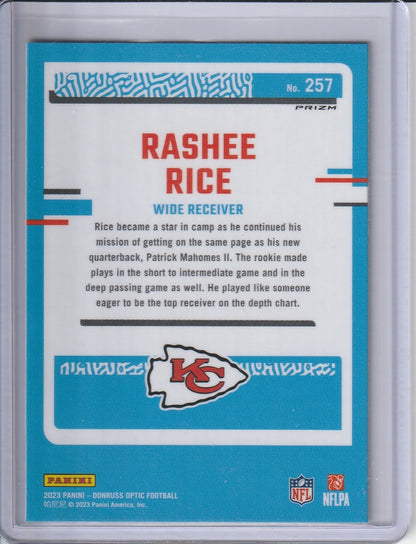 No. 257
PRIZM
RASHEE
RICE
WIDE RECEIVER
Rice became a star in camp as he continued his
mission of getting on the same page as his new
quarterback, Patrick Mahomes II. The rookie made
plays in the short to intermediate game and in the
deep passing game as well. He played like someone
eager to be the top receiver on the depth chart.
KC
PANINI
2023 PANINI – DONRUSS OPTIC FOOTBALL
帕尼尼 © 2023 Panini America, Inc.
NFL
NFLPA